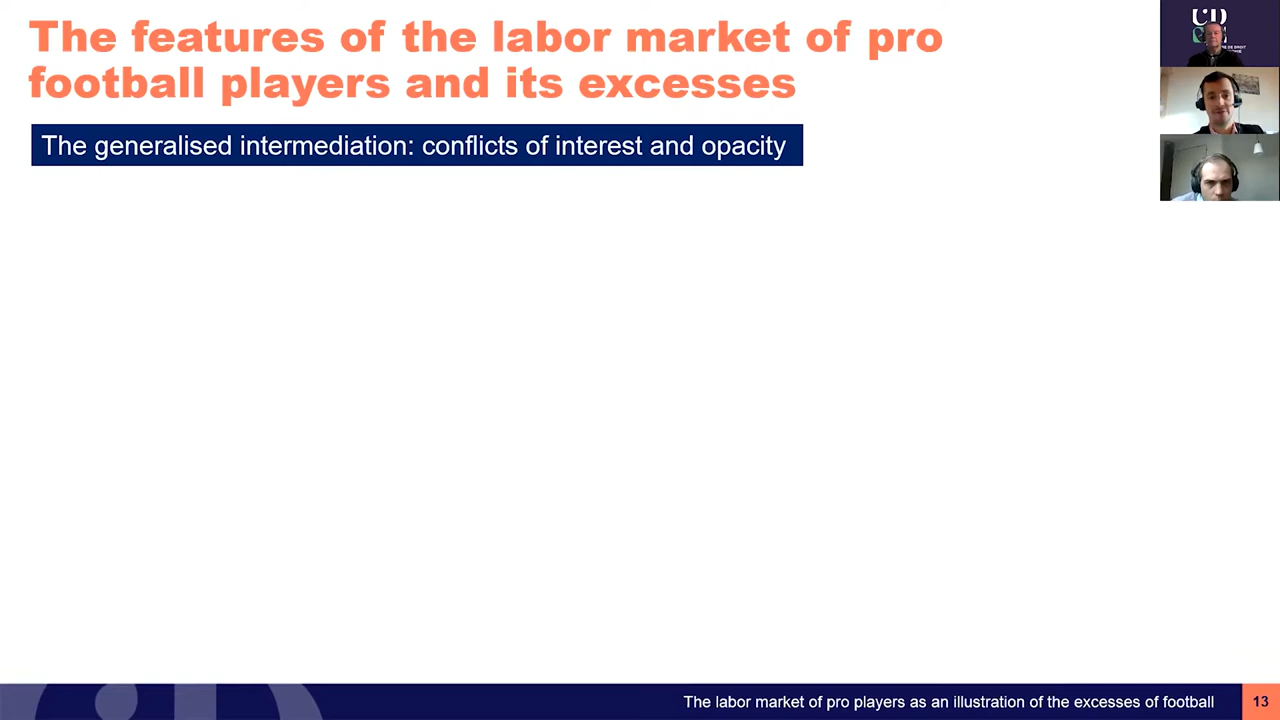 The features of the labor market of pro
football players and its excesses
The generalised intermediation: conflicts of interest and opacity
The labor market of pro players as an illustration of the excesses of football
13